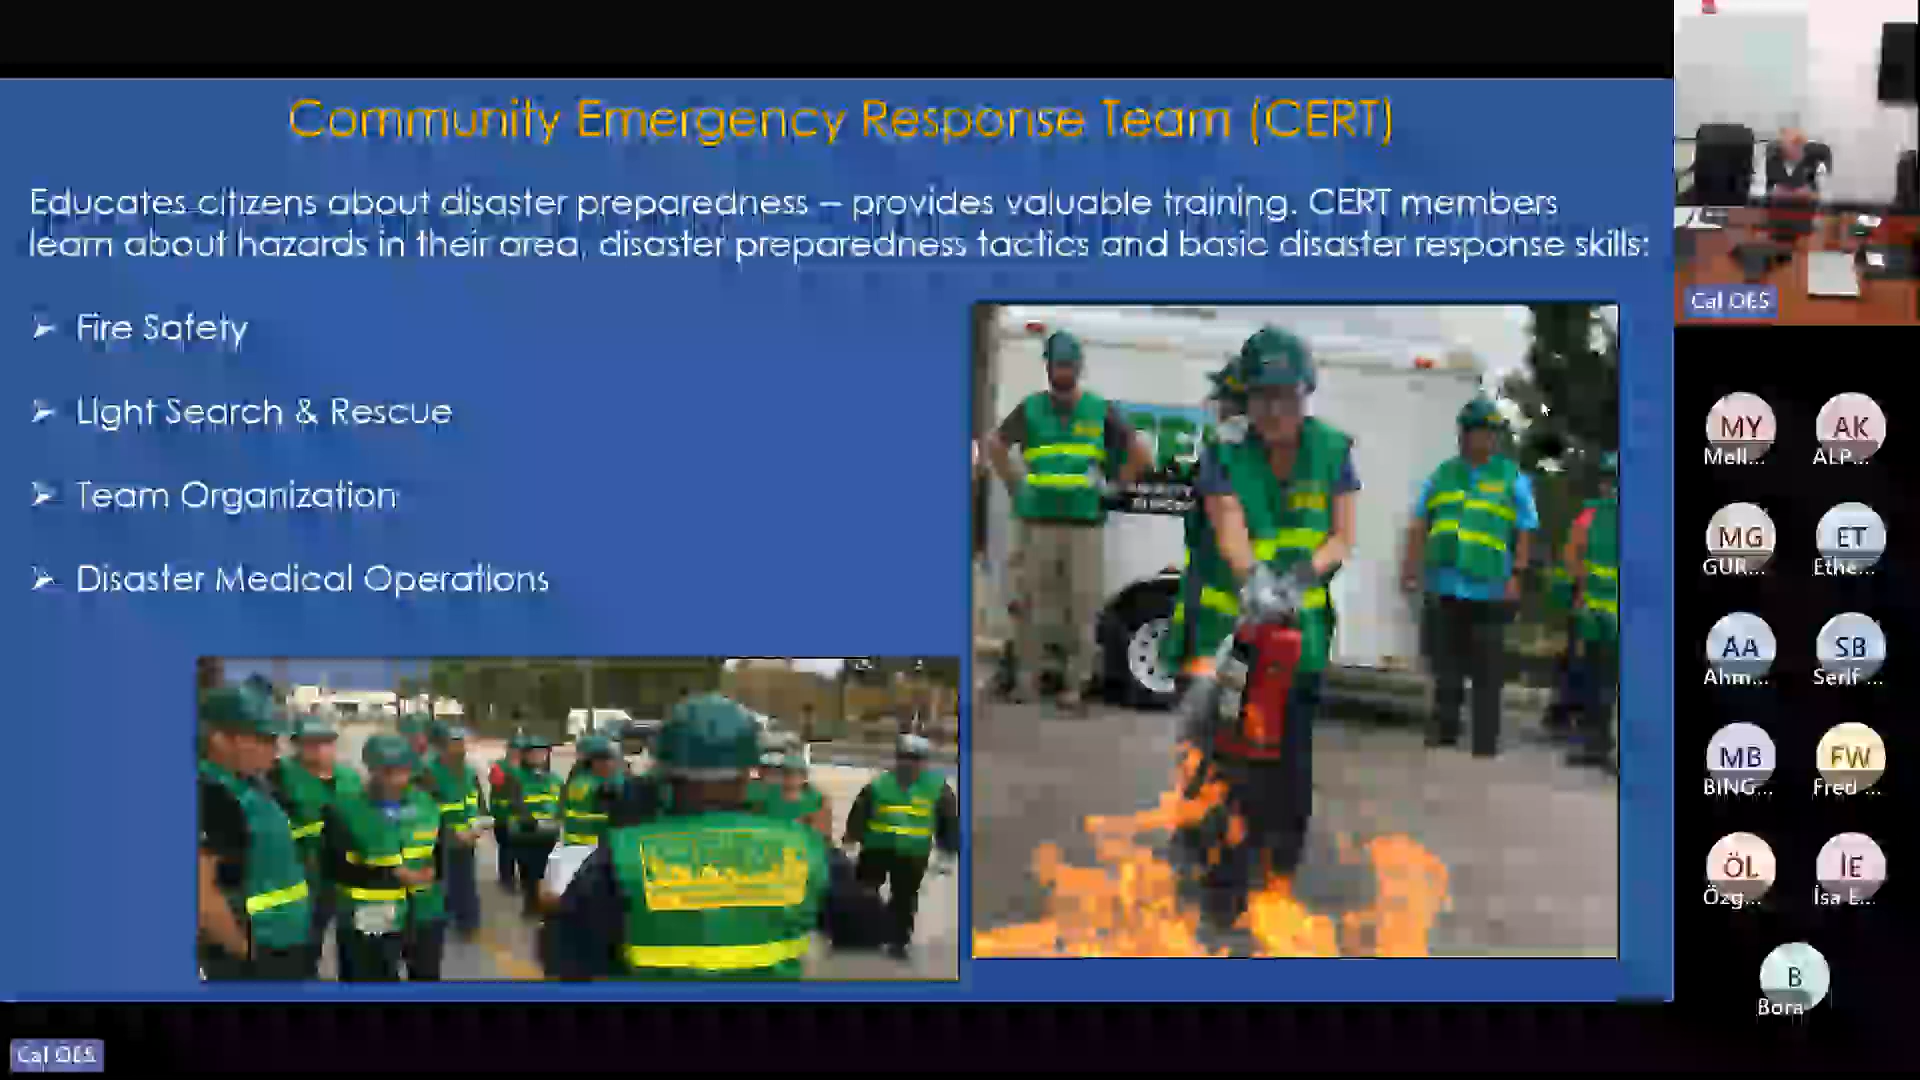 Community Emergency Response Team (CERT)
Educates citizens about disaster preparedness – provides valuable training. CERT members
learn about hazards in their area, disaster preparedness tactics and basic disaster response skills:
➢ Fire Safety
➢ Light Search & Rescue
➢ Team Organization
➢ Disaster Medical Operations
Cal OES
MY
Mell...
AK
ALP...
MG
GUR...
ET
Ethe...
AA
Ahm...
SB
Serif ...
MB
BING...
FW
Fred ...
ÖL
Özg...
İE
İsa E...
B
Bora
Cal OES